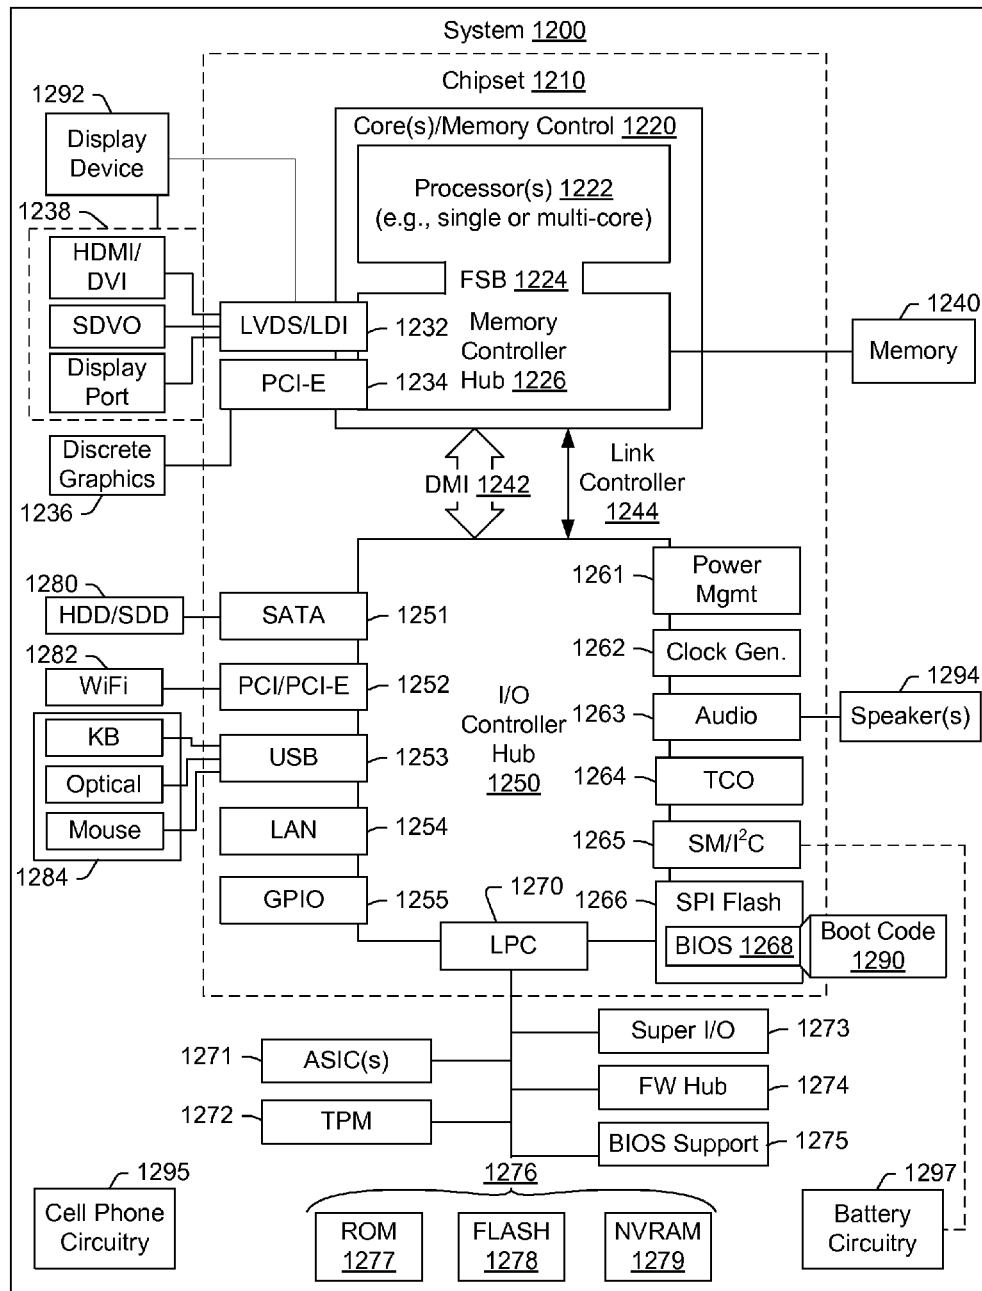 System 1200
Chipset 1210
1292
Display
Device
Core(s)/Memory Control 1220
Processor(s) 1222
(e.g., single or multi-core)
1238
HDMI/
DVI
SDVO
Display
Port
FSB 1224
LVDS/LDI
1232
PCI-E
1234
Memory
Controller
Hub 1226
1240
Memory
Discrete
Graphics
1236
DMI 1242
Link
Controller
1244
1280
HDD/SDD
SATA
1251
1261
Power
Mgmt
1282
WiFi
PCI/PCI-E
1252
1262
Clock Gen.
I/O
Controller
Hub
1250
1263
Audio
1294
Speaker(s)
KB
Optical
Mouse
1284
USB
1253
1264
TCO
LAN
1254
1265
SM/I²C
GPIO
1255
1270
LPC
1266
SPI Flash
BIOS 1268
Boot Code
1290
1271
ASIC(s)
Super I/O
1273
FW Hub
1274
1272
TPM
BIOS Support
1275
1276
1295
Cell Phone
Circuitry
ROM
1277
FLASH
1278
NVRAM
1279
1297
Battery
Circuitry